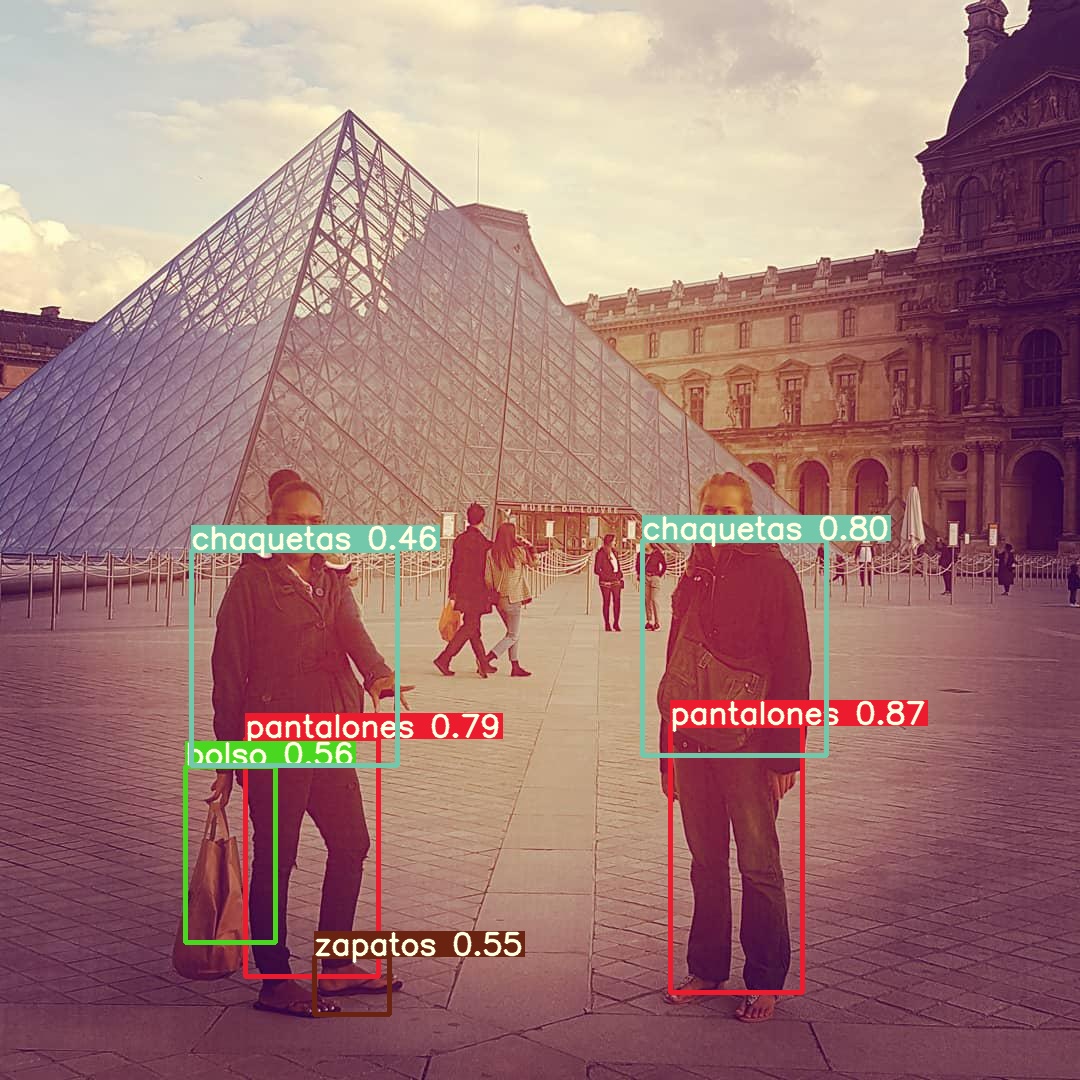 MUSÉE DU LOUVRE
chaquetas 0.46
chaquetas 0.80
pantalones 0.79
pantalones 0.87
bolso 0.56
zapatos 0.55